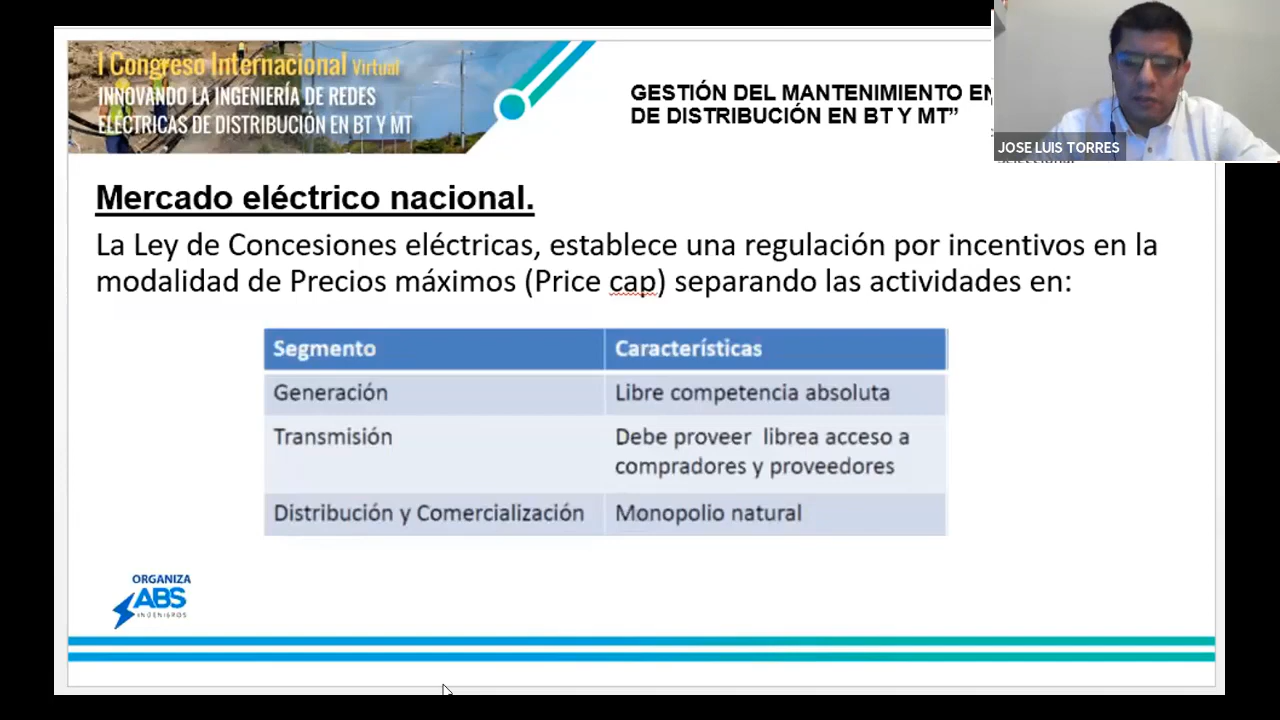 I Congreso Internacional Virtual
INNOVANDO LA INGENIERÍA DE REDES
ELÉCTRICAS DE DISTRIBUCIÓN EN BT Y MT
GESTIÓN DEL MANTENIMIENTO EN
DE DISTRIBUCIÓN EN BT Y MT”
JOSE LUIS TORRES
Mercado eléctrico nacional.
La Ley de Concesiones eléctricas, establece una regulación por incentivos en la
modalidad de Precios máximos (Price cap) separando las actividades en:
Segmento Características
Generación Libre competencia absoluta
Transmisión Debe proveer librea acceso a
compradores y proveedores
Distribución y Comercialización Monopolio natural
ORGANIZA
ABS
INGENIEROS